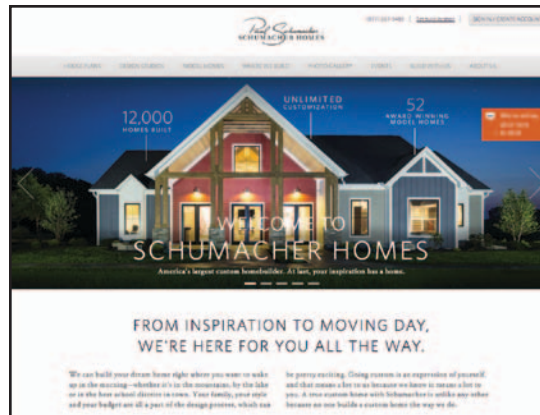 Paul Schumacher
SCHUMACHER HOMES
12,000
HOMES BUILT
UNLIMITED
CUSTOMIZATION
52
AWARD-WINNING
MODEL HOMES
WELCOME TO
SCHUMACHER HOMES
America's largest custom homebuilder. At last, your inspiration has a home.
FROM INSPIRATION TO MOVING DAY,
WE'RE HERE FOR YOU ALL THE WAY.
We can build your dream home right where you want to wake
up in the morning—whether it's in the mountains, by the lake
or in the best school district in town. Your family, your style
and your budget are all a part of the design process, which can
be pretty exciting. Going custom is an expression of yourself,
and that means a lot to us because we know it means a lot to
you. A true custom home with Schumacher is unlike any other
because no one builds a custom home the way we do.